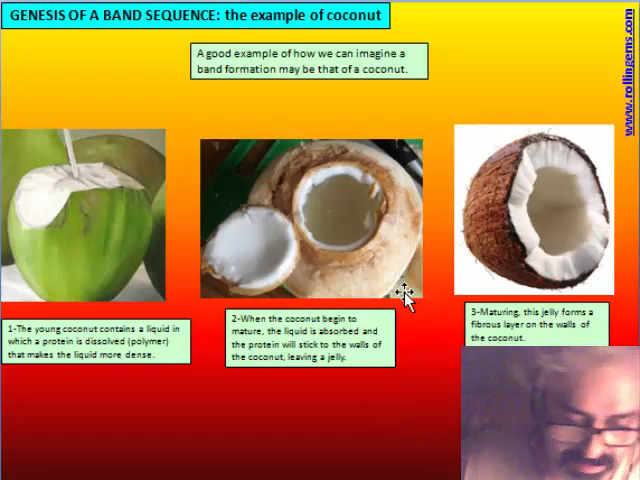 GENESIS OF A BAND SEQUENCE: the example of coconut
www.rollingems.com
A good example of how we can imagine a
band formation may be that of a coconut.
1-The young coconut contains a liquid in
which a protein is dissolved (polymer)
that makes the liquid more dense.
2-When the coconut begin to
mature, the liquid is absorbed and
the protein will stick to the walls of
the coconut, leaving a jelly.
3-Maturing, this jelly forms a
fibrous layer on the walls of
the coconut.